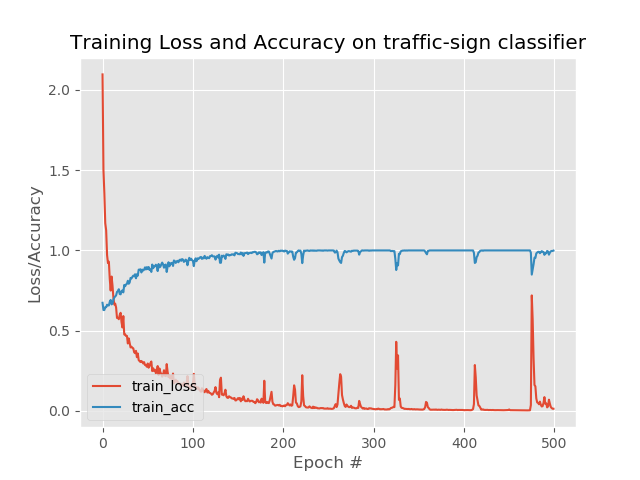 Training Loss and Accuracy on traffic-sign classifier
2.0
1.5
1.0
0.5
0.0
Loss/Accuracy
train_loss
train_acc
0 100 200 300 400 500
Epoch #